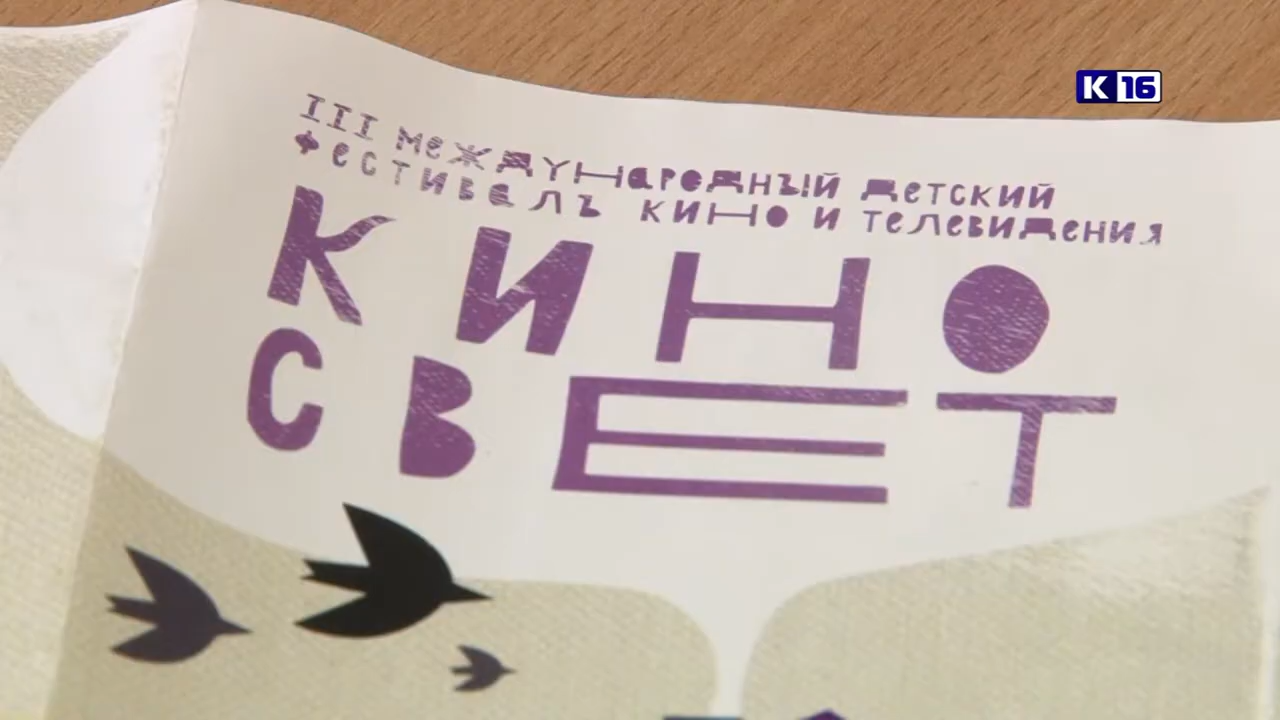 К 16
III международный детский
фестиваль кино и телевидения
КИНО
СВЕТ